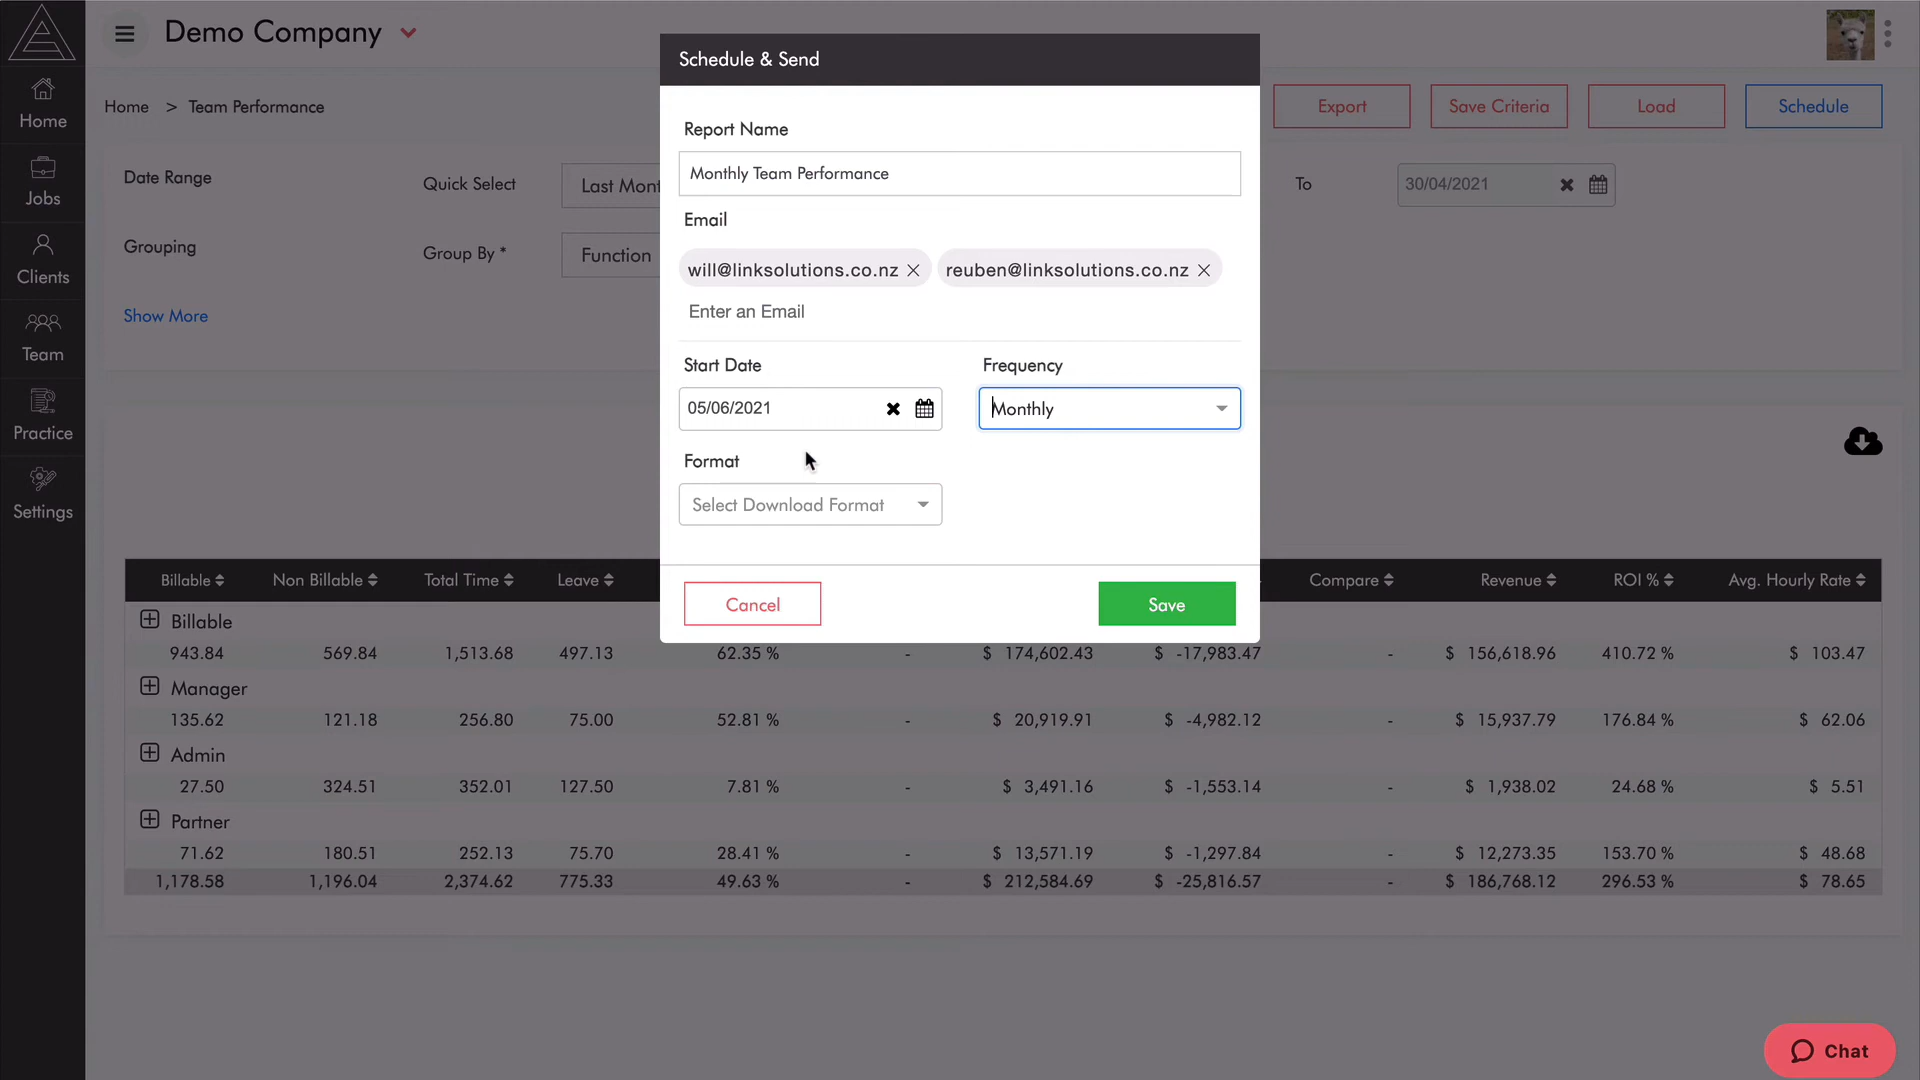 Demo Company
Home > Team Performance
Export
Save Criteria
Load
Schedule
Home
Jobs
Clients
Team
Practice
Settings
Date Range
Quick Select
Last Mont
To
30/04/2021
Grouping
Group By *
Function
Show More
Schedule & Send
Report Name
Monthly Team Performance
Email
will@linksolutions.co.nz
reuben@linksolutions.co.nz
Enter an Email
Start Date
Frequency
05/06/2021
Monthly
Format
Select Download Format
Cancel
Save
Billable Non Billable Total Time Leave Compare Revenue ROI % Avg. Hourly Rate
Billable
943.84 569.84 1,513.68 497.13 62.35 % - $ 174,602.43 $ -17,983.47 - $ 156,618.96 410.72 % $ 103.47
Manager
135.62 121.18 256.80 75.00 52.81 % - $ 20,919.91 $ -4,982.12 - $ 15,937.79 176.84 % $ 62.06
Admin
27.50 324.51 352.01 127.50 7.81 % - $ 3,491.16 $ -1,553.14 - $ 1,938.02 24.68 % $ 5.51
Partner
71.62 180.51 252.13 75.70 28.41 % - $ 13,571.19 $ -1,297.84 - $ 12,273.35 153.70 % $ 48.68
1,178.58 1,196.04 2,374.62 775.33 49.63 % - $ 212,584.69 $ -25,816.57 - $ 186,768.12 296.53 % $ 78.65
Chat